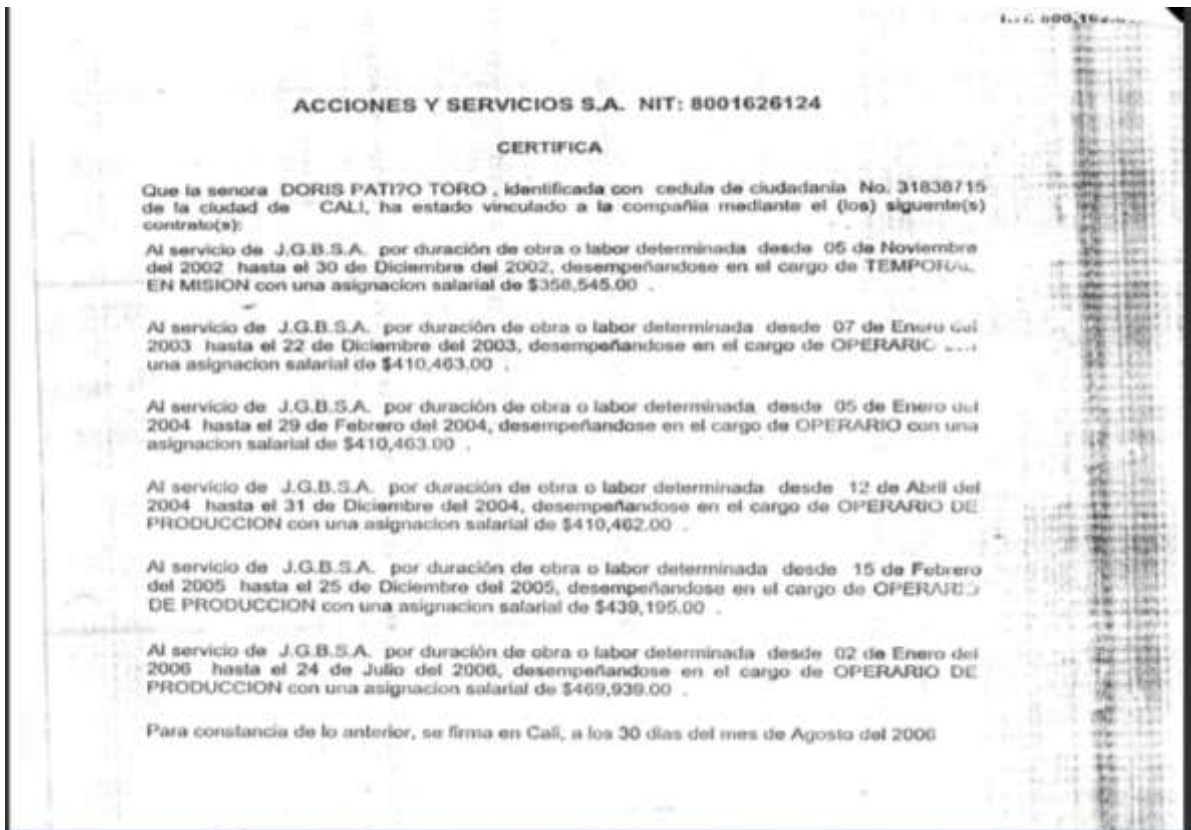 ACCIONES Y SERVICIOS S.A. NIT: 8001626124
CERTIFICA
Que la senora DORIS PATI?O TORO , identificada con cedula de ciudadania No. 31838715
de la ciudad de CALI, ha estado vinculado a la compañia mediante el (los) siguente(s)
contrato(s):
Al servicio de J.G.B.S.A. por duración de obra o labor determinada desde 05 de Noviembre
del 2002 hasta el 30 de Diciembre del 2002, desempeñandose en el cargo de TEMPORAL
EN MISION con una asignacion salarial de $358,545.00 .
Al servicio de J.G.B.S.A. por duración de obra o labor determinada desde 07 de Enero del
2003 hasta el 22 de Diciembre del 2003, desempeñandose en el cargo de OPERARIO
una asignacion salarial de $410,463.00 .
Al servicio de J.G.B.S.A. por duración de obra o labor determinada desde 05 de Enero del
2004 hasta el 29 de Febrero del 2004, desempeñandose en el cargo de OPERARIO con una
asignacion salarial de $410,463.00 .
Al servicio de J.G.B.S.A. por duración de obra o labor determinada desde 12 de Abril del
2004 hasta el 31 de Diciembre del 2004, desempeñandose en el cargo de OPERARIO DE
PRODUCCION con una asignacion salarial de $410,462.00 .
Al servicio de J.G.B.S.A. por duración de obra o labor determinada desde 15 de Febrero
del 2005 hasta el 25 de Diciembre del 2005, desempeñandose en el cargo de OPERARIO
DE PRODUCCION con una asignacion salarial de $439,195.00 .
Al servicio de J.G.B.S.A. por duración de obra o labor determinada desde 02 de Enero del
2006 hasta el 24 de Julio del 2006, desempeñandose en el cargo de OPERARIO DE
PRODUCCION con una asignacion salarial de $469,939.00 .
Para constancia de lo anterior, se firma en Cali, a los 30 dias del mes de Agosto del 2006